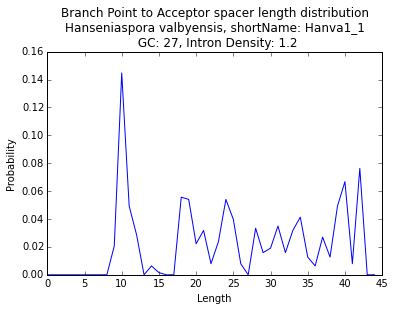 Branch Point to Acceptor spacer length distribution
Hanseniaspora valbyensis, shortName: Hanva1_1
GC: 27, Intron Density: 1.2
0.16
0.14
0.12
0.10
0.08
0.06
0.04
0.02
0.00
Probability
0 5 10 15 20 25 30 35 40 45
Length